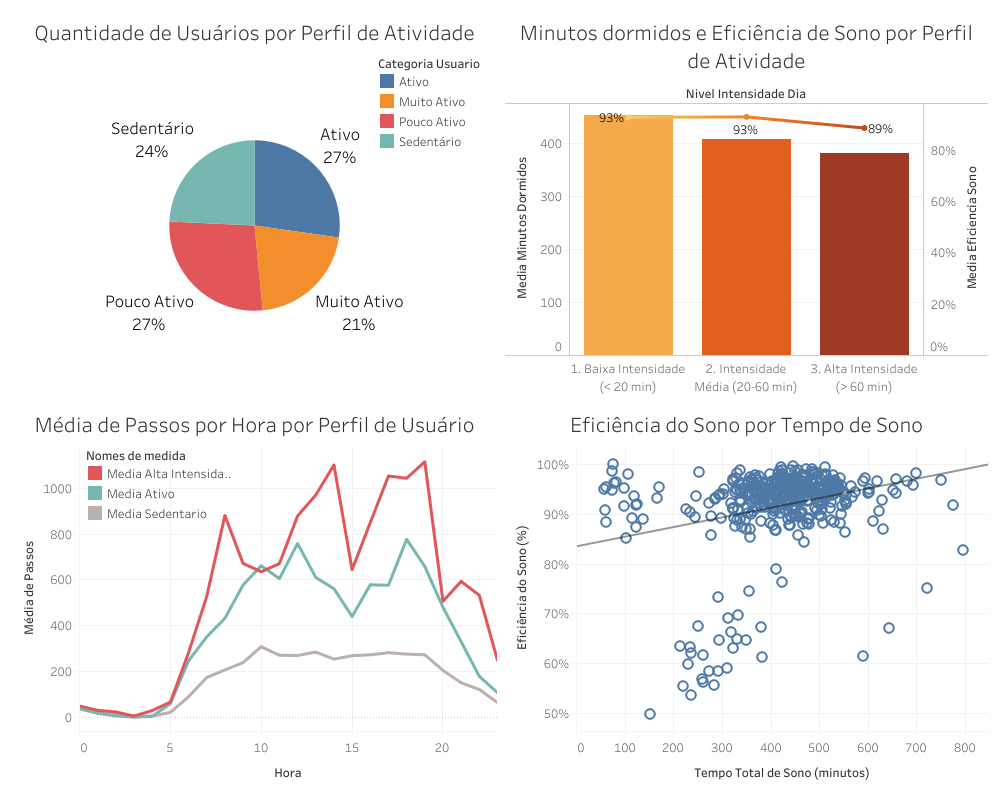 Quantidade de Usuários por Perfil de Atividade
Categoria Usuario
Ativo
Muito Ativo
Pouco Ativo
Sedentário
Sedentário
24%
Ativo
27%
Pouco Ativo
27%
Muito Ativo
21%
Minutos dormidos e Eficiência de Sono por Perfil
de Atividade
Nivel Intensidade Dia
Media Minutos Dormidos
400
300
200
100
0
93%
93%
89%
80%
60%
40%
20%
0%
Media Eficiencia Sono
1. Baixa Intensidade
(< 20 min)
2. Intensidade
Média (20-60 min)
3. Alta Intensidade
(> 60 min)
Média de Passos por Hora por Perfil de Usuário
Nomes de medida
Media Alta Intensida..
Media Ativo
Media Sedentario
Média de Passos
1000
800
600
400
200
0
0
5
10
15
20
Hora
Eficiência do Sono por Tempo de Sono
Eficiência do Sono (%)
100%
90%
80%
70%
60%
50%
0
100
200
300
400
500
600
700
800
Tempo Total de Sono (minutos)